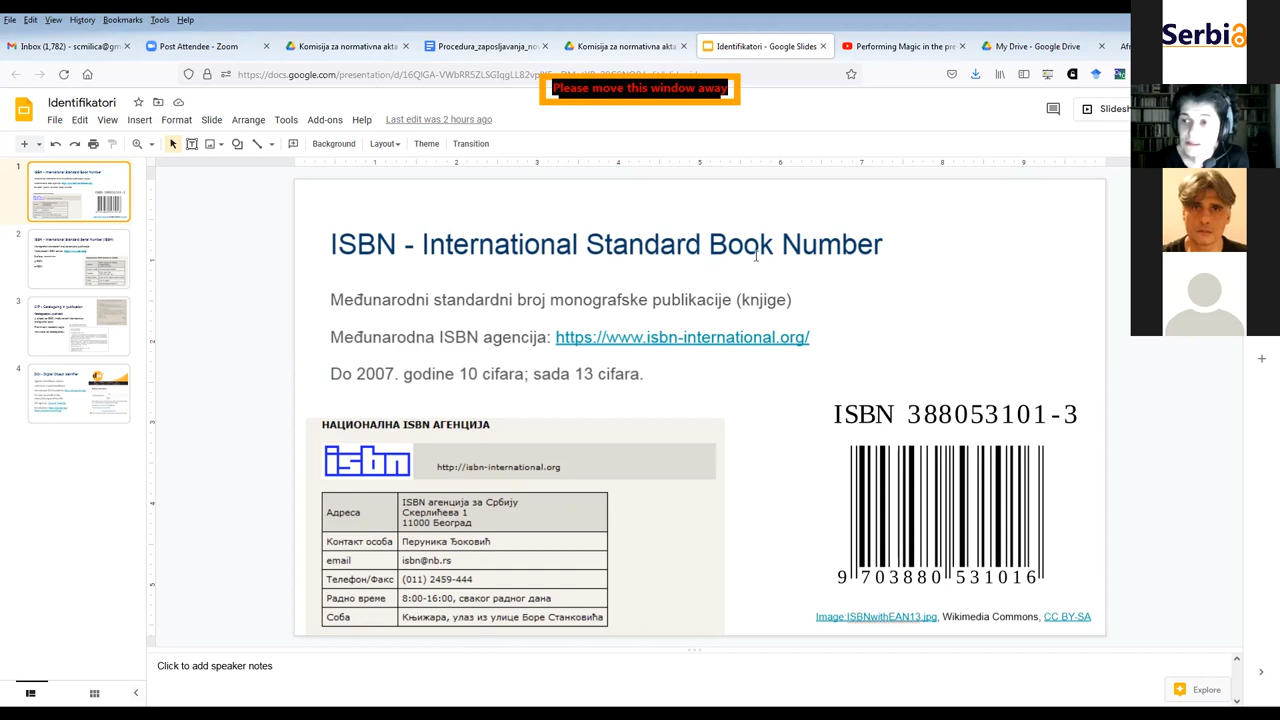 File Edit View History Bookmarks Tools Help
Inbox (1,782) - scmilica@gm
Post Attendee - Zoom
Komisija za normativna akta
Procedura_zaposljavanja_n
Komisija za normativna akt
Identifikatori - Google Slides
Performing Magic in the pre
My Drive - Google Drive
Serbia
Please move this window away
Identifikatori
File Edit View Insert Format Slide Arrange Tools Add-ons Help Last edit was 2 hours ago
Slidesh
Background Layout Theme Transition
1
2
3
4
ISBN - International Standard Book Number
Međunarodni standardni broj monografske publikacije (knjige)
Međunarodna ISBN agencija: https://www.isbn-international.org/
Do 2007. godine 10 cifara; sada 13 cifara.
НАЦИОНАЛНА ISBN АГЕНЦИЈА
isbn
http://isbn-international.org
Адреса ISBN агенција за Србију
Скерлићева 1
11000 Београд
Контакт особа Перуника Ђоковић
email isbn@nb.rs
Телефон/Факс (011) 2459-444
Радно време 8:00-16:00, сваког радног дана
Соба Књижара, улаз из улице Боре Станковића
ISBN 388053101-3
9 703880 531016
Image:ISBNwithEAN13.jpg, Wikimedia Commons, CC BY-SA
Click to add speaker notes
Explore